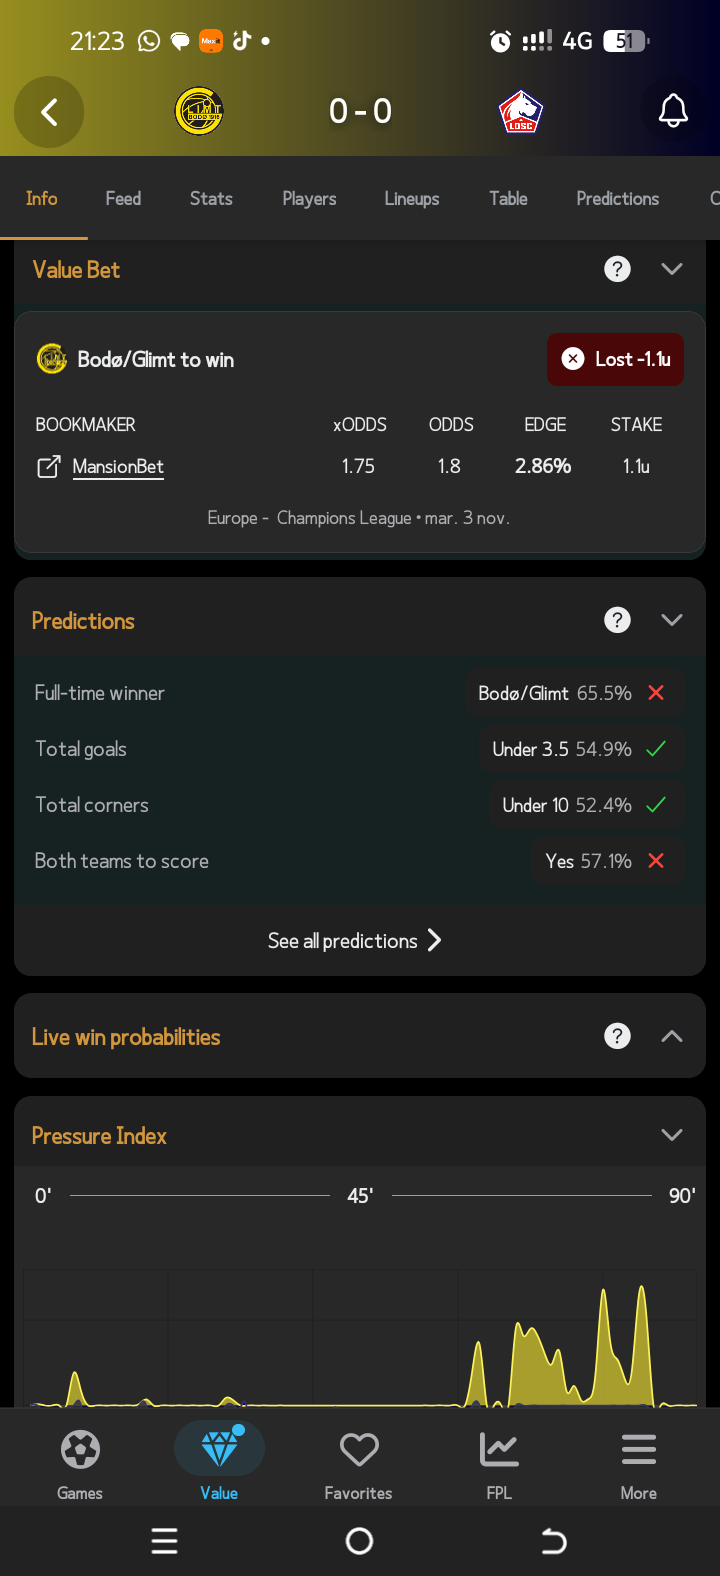 21:23 4G 51
GLIMT BODØ 1916 0 - 0 LOSC
Info Feed Stats Players Lineups Table Predictions
Value Bet ?
Bodø/Glimt to win Lost -1.1u
BOOKMAKER xODDS ODDS EDGE STAKE
MansionBet 1.75 1.8 2.86% 1.1u
Europe - Champions League • mar. 3 nov.
Predictions ?
Full-time winner Bodø/Glimt 65.5%
Total goals Under 3.5 54.9%
Total corners Under 10 52.4%
Both teams to score Yes 57.1%
See all predictions
Live win probabilities ?
Pressure Index
0' 45' 90'
Games Value Favorites FPL More